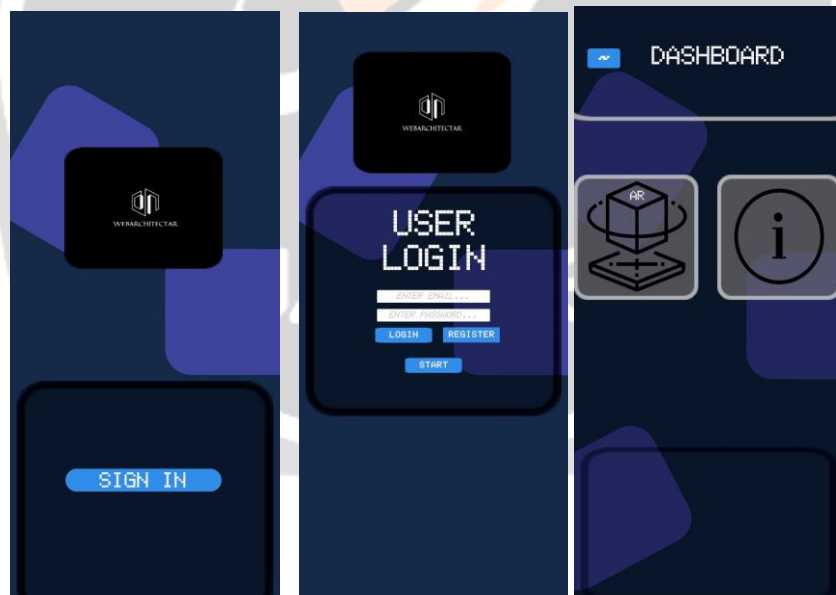 WEBARCHITECTAR
SIGN IN
WEBARCHITECTAR
USER
LOGIN
ENTER EMAIL...
ENTER PASSWORD...
LOGIN REGISTER
START
~ DASHBOARD
AR
i